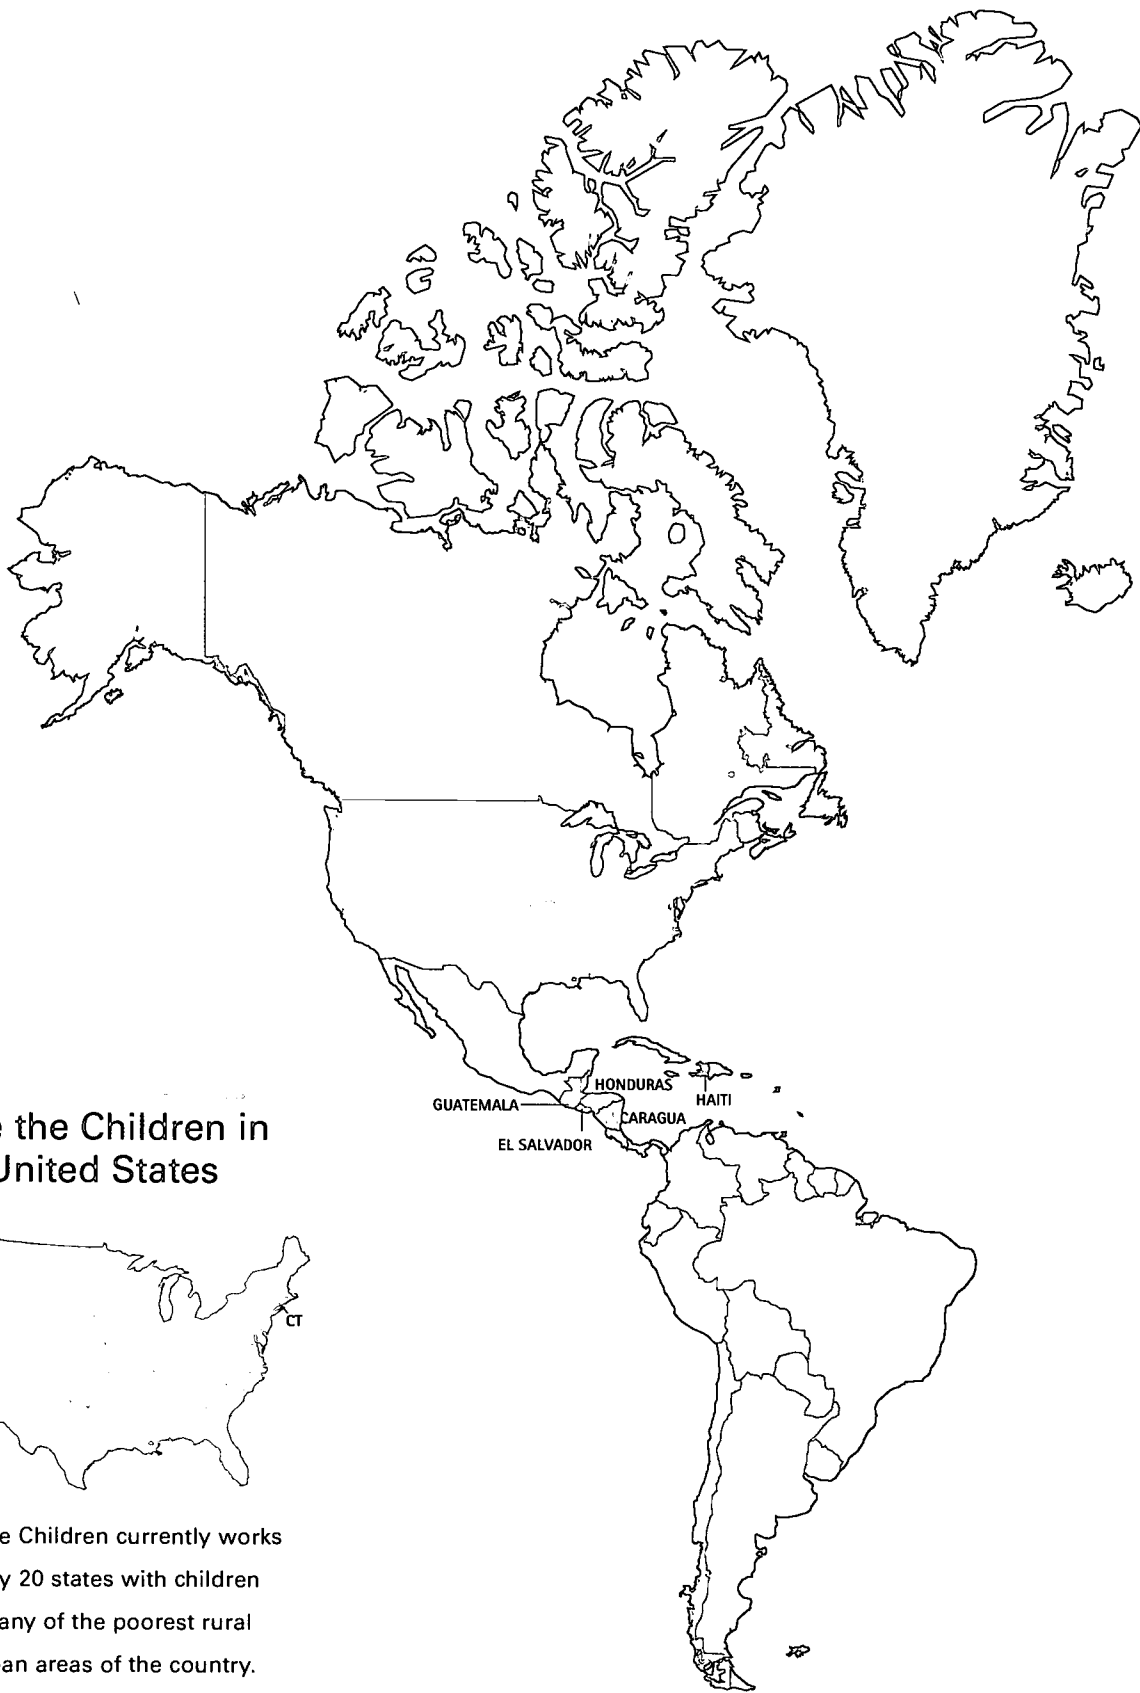 HONDURAS
GUATEMALA
HAITI
CARAGUA
EL SALVADOR
e the Children in
United States
CT
e Children currently works
y 20 states with children
any of the poorest rural
an areas of the country.